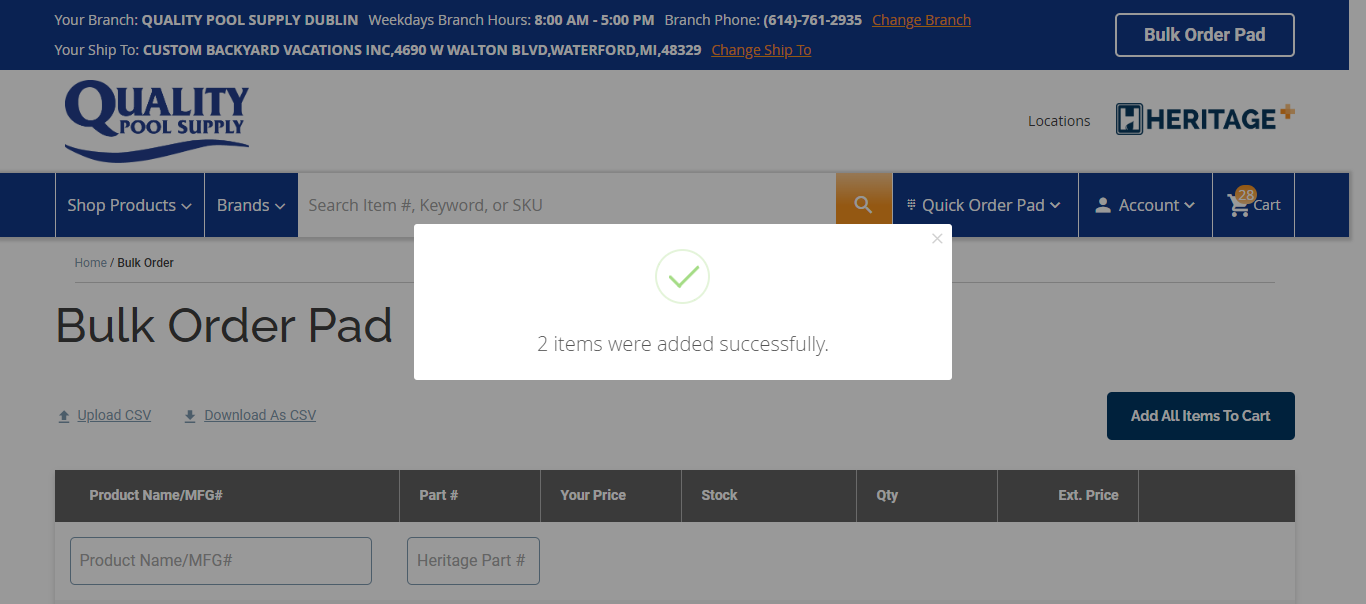 Your Branch: QUALITY POOL SUPPLY DUBLIN Weekdays Branch Hours: 8:00 AM - 5:00 PM Branch Phone: (614)-761-2935 Change Branch
Your Ship To: CUSTOM BACKYARD VACATIONS INC,4690 W WALTON BLVD,WATERFORD,MI,48329 Change Ship To
Bulk Order Pad
QUALITY
POOL SUPPLY
Locations
H HERITAGE+
Shop Products
Brands
Search Item #, Keyword, or SKU
Quick Order Pad
Account
28
Cart
Home / Bulk Order
Bulk Order Pad
×
2 items were added successfully.
Upload CSV
Download As CSV
Add All Items To Cart
Product Name/MFG# Part # Your Price Stock Qty Ext. Price
Product Name/MFG# Heritage Part #